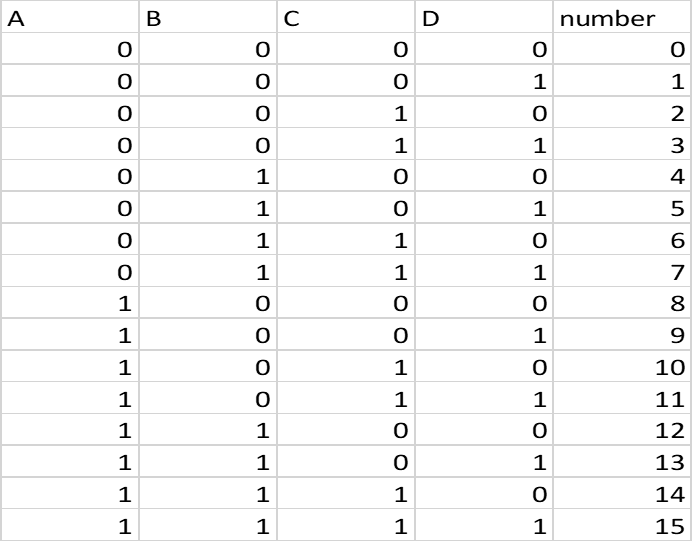 A B C D number
0 0 0 0 0
0 0 0 1 1
0 0 1 0 2
0 0 1 1 3
0 1 0 0 4
0 1 0 1 5
0 1 1 0 6
0 1 1 1 7
1 0 0 0 8
1 0 0 1 9
1 0 1 0 10
1 0 1 1 11
1 1 0 0 12
1 1 0 1 13
1 1 1 0 14
1 1 1 1 15